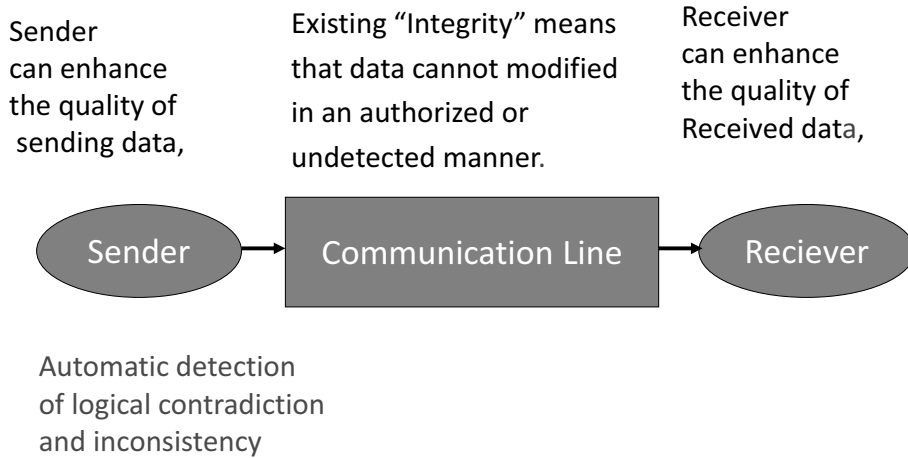 Sender
can enhance
the quality of
sending data,
Existing “Integrity” means
that data cannot modified
in an authorized or
undetected manner.
Receiver
can enhance
the quality of
Received data,
Sender
Communication Line
Reciever
Automatic detection
of logical contradiction
and inconsistency